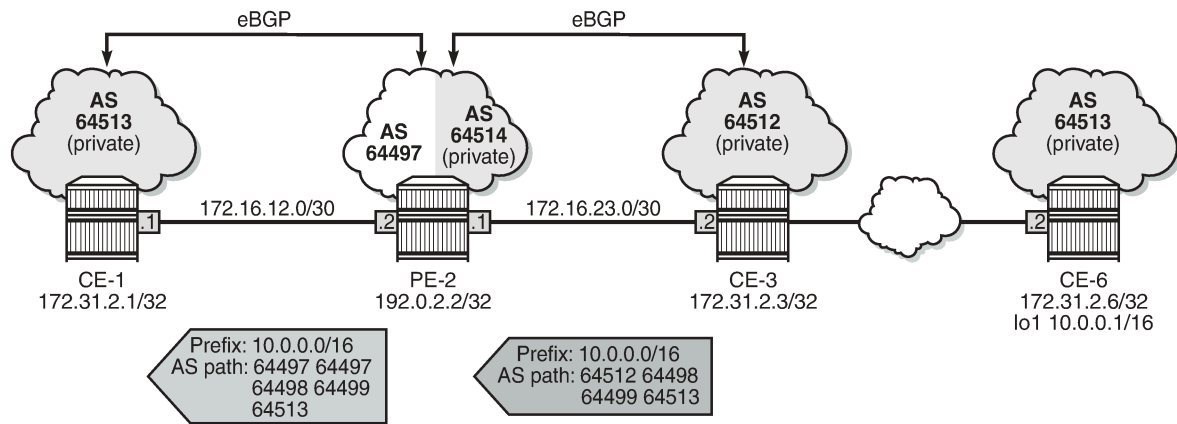 eBGP
eBGP
AS
64513
(private)
AS
64497
AS
64514
(private)
AS
64512
(private)
AS
64513
(private)
172.16.12.0/30
172.16.23.0/30
.1
.2
.1
.2
.2
CE-1
172.31.2.1/32
PE-2
192.0.2.2/32
CE-3
172.31.2.3/32
CE-6
172.31.2.6/32
lo1 10.0.0.1/16
Prefix: 10.0.0.0/16
AS path: 64497 64497
64498 64499
64513
Prefix: 10.0.0.0/16
AS path: 64512 64498
64499 64513